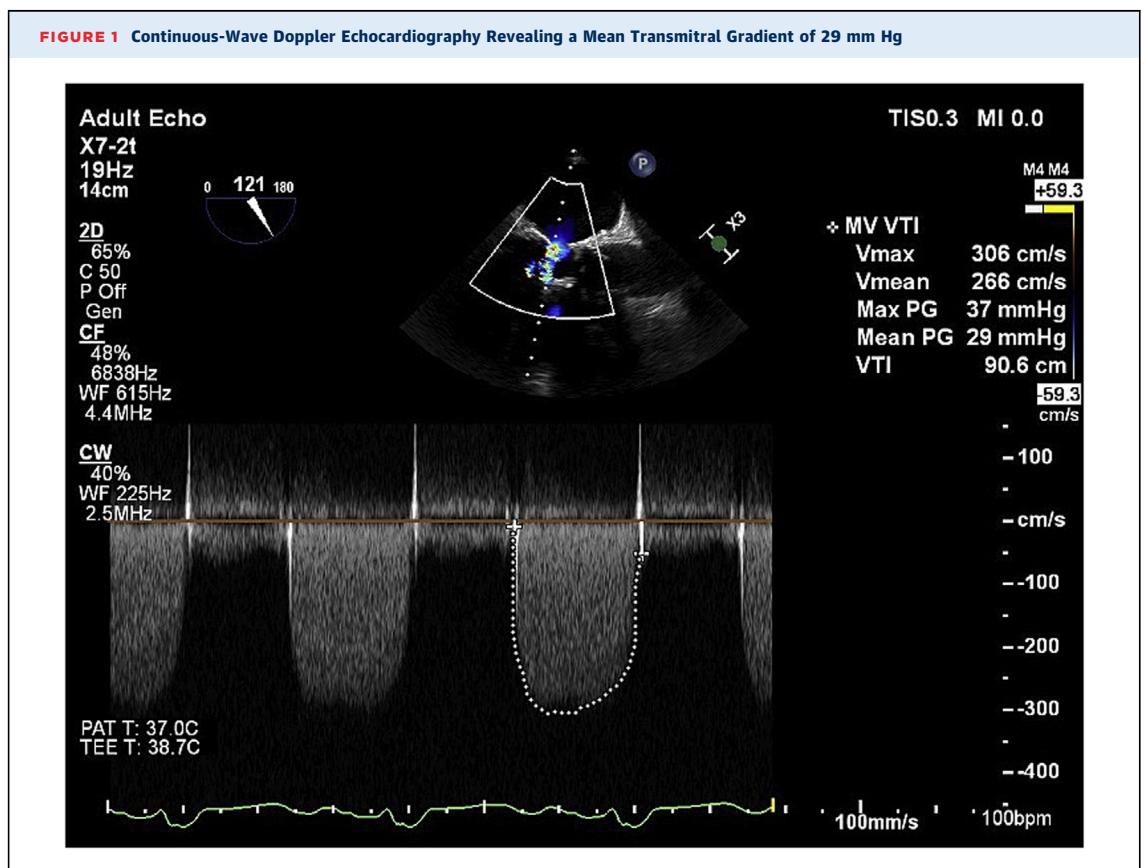 FIGURE 1 Continuous-Wave Doppler Echocardiography Revealing a Mean Transmitral Gradient of 29 mm Hg
Adult Echo
TIS0.3 MI 0.0
X7-2t
19Hz
14cm
0 121 180
P
X3
M4 M4
+59.3
2D
65%
C 50
P Off
Gen
CF
48%
6838Hz
WF 615Hz
4.4MHz
MV VTI
Vmax 306 cm/s
Vmean 266 cm/s
Max PG 37 mmHg
Mean PG 29 mmHg
VTI 90.6 cm
-59.3
cm/s
CW
40%
WF 225Hz
2.5MHz
-100
-cm/s
--100
--200
--300
--400
PAT T: 37.0C
TEE T: 38.7C
100mm/s
100bpm